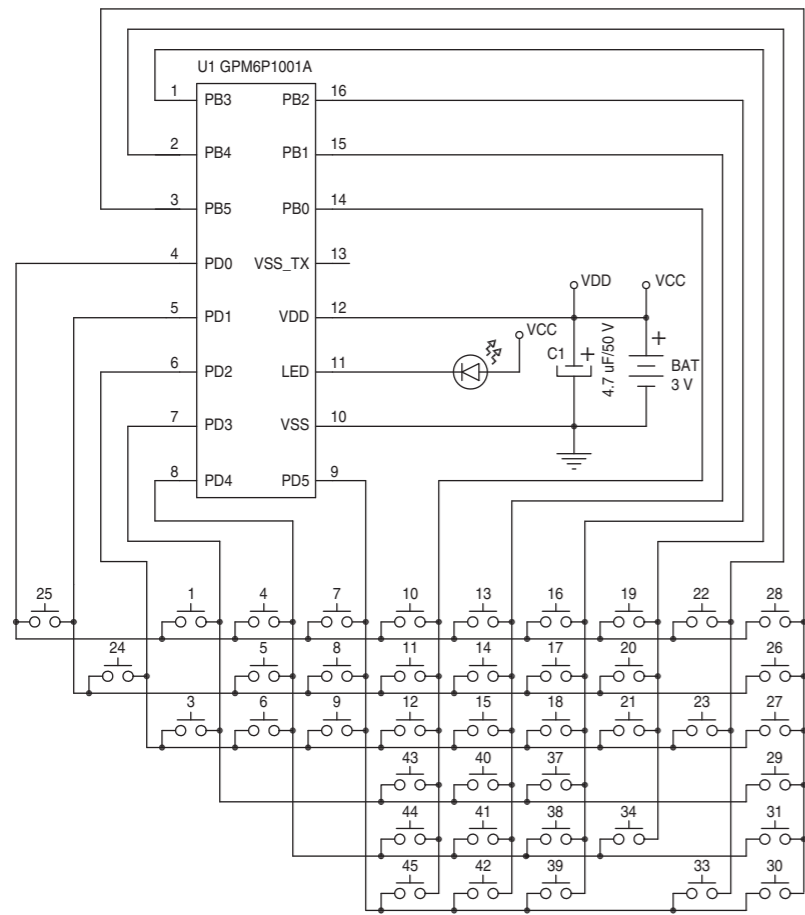 U1 GPM6P1001A
1 PB3 PB2 16
2 PB4 PB1 15
3 PB5 PB0 14
4 PD0 VSS_TX 13
5 PD1 VDD 12
6 PD2 LED 11
7 PD3 VSS 10
8 PD4 PD5 9
VDD VCC
VCC
C1 + 4.7 uF/50 V
+ BAT
3 V
25 1 4 7 10 13 16 19 22 28
24 5 8 11 14 17 20 26
3 6 9 12 15 18 21 23 27
43 40 37 29
44 41 38 34 31
45 42 39 33 30